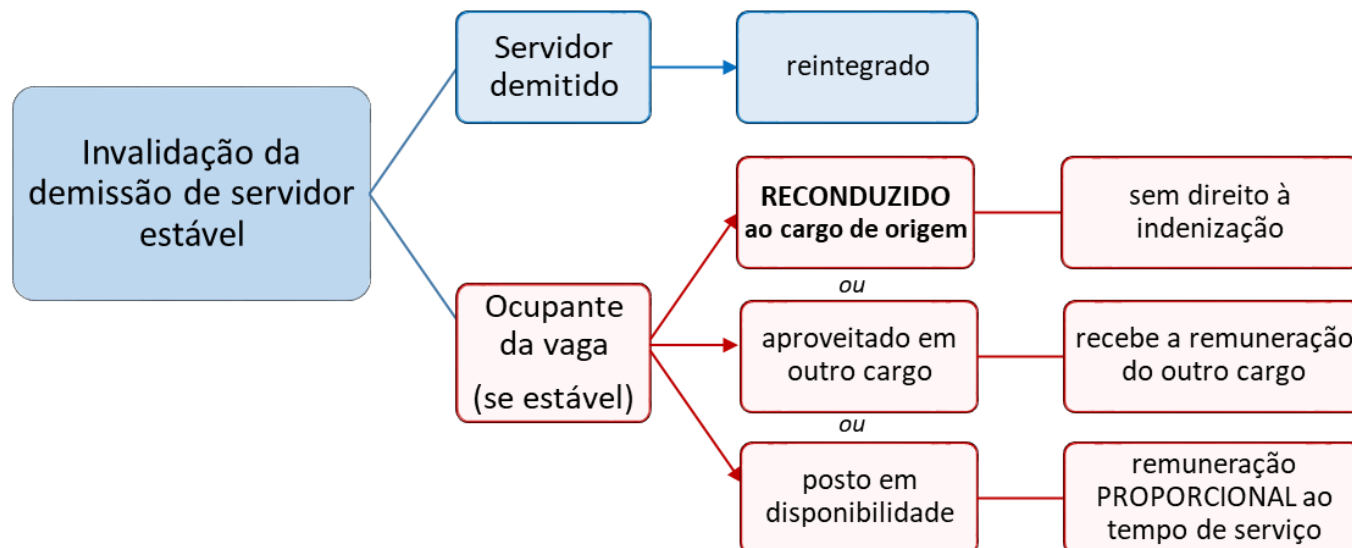 Invalidação da
demissão de servidor
estável
Servidor
demitido
reintegrado
Ocupante
da vaga
(se estável)
RECONDUZIDO
ao cargo de origem
sem direito à
indenização
ou
aproveitado em
outro cargo
recebe a remuneração
do outro cargo
ou
posto em
disponibilidade
remuneração
PROPORCIONAL ao
tempo de serviço